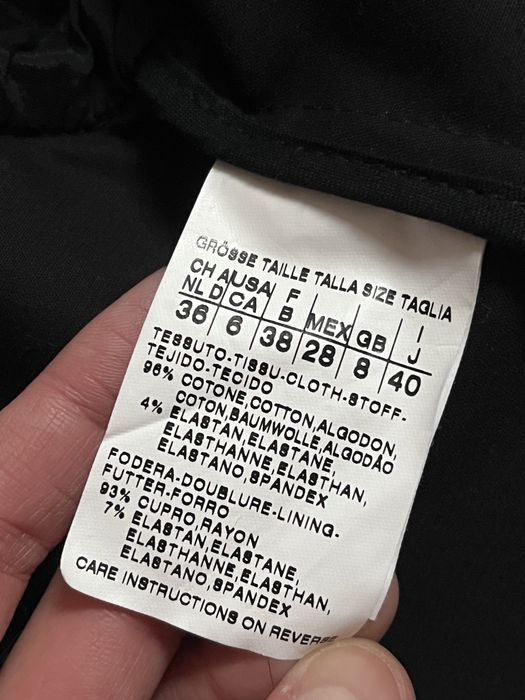 GRÖSSE TAILLE TALLA SIZE TAGLIA
CH A USA F MEX GB I
NL D CA B J
36 6 38 28 8 40
TESSUTO-TISSU-CLOTH-STOFF-
TEJIDO-TECIDO
96% COTONE,COTTON,ALGODON,
COTON,BAUMWOLLE,ALGODÃO
4% ELASTAN,ELASTANE,
ELASTHANNE,ELASTHAN,
ELASTANO,SPANDEX
FODERA-DOUBLURE-LINING-
FUTTER-FORRO
93% CUPRO,RAYON
7% ELASTAN,ELASTANE,
ELASTHANNE,ELASTHAN,
ELASTANO,SPANDEX
CARE INSTRUCTIONS ON REVERSE